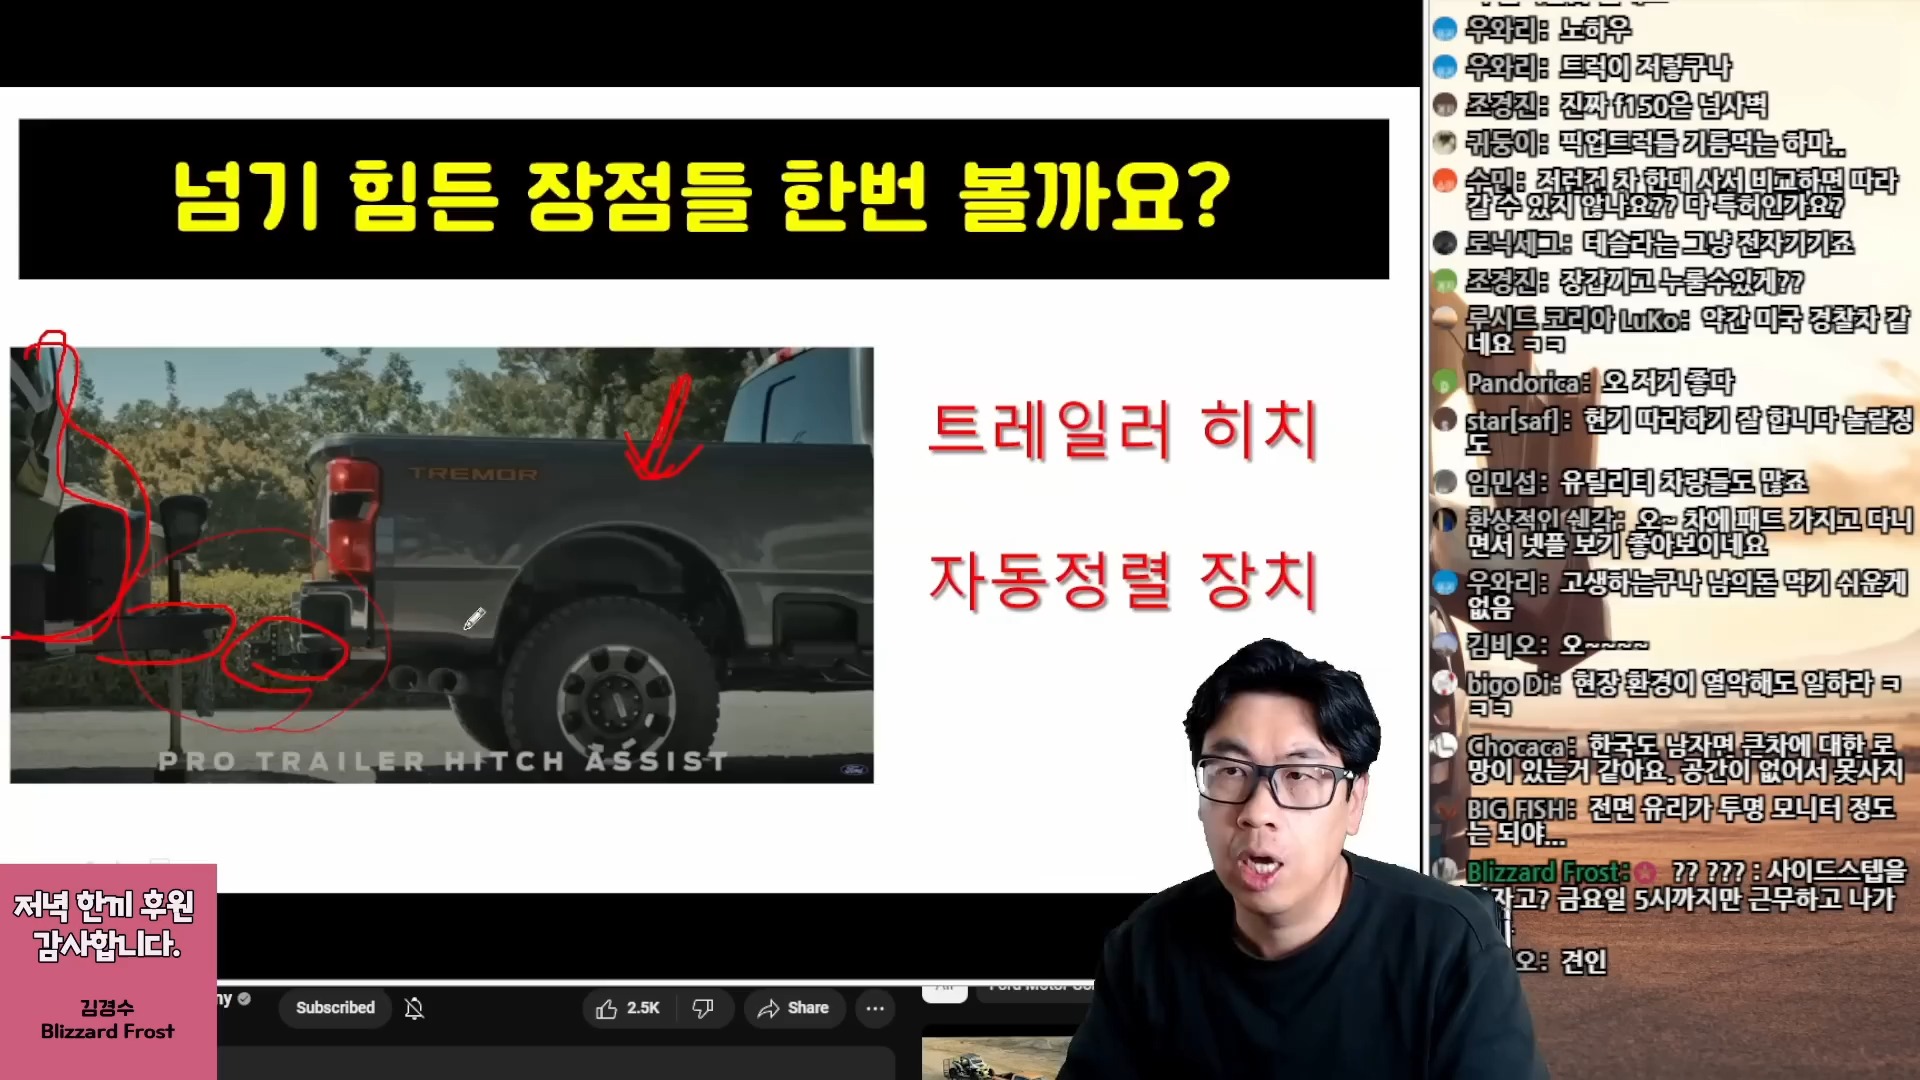 넘기 힘든 장점들 한번 볼까요?
트레일러 히치
자동정렬 장치
TREMOR
PRO TRAILER HITCH ASSIST
Ford
저녁 한끼 후원
감사합니다.
김경수
Blizzard Frost
Subscribed
2.5K
Share
우와리: 노하우
우와리: 트럭이 저렇구나
조경진: 진짜 f150은 넘사벽
귀둥이: 픽업트럭들 기름먹는 하마..
수민: 저런건 차 한대 사서 비교하면 따라
갈 수 있지 않나요?? 다 특허인가요?
로닉세그: 테슬라는 그냥 전자기기죠
조경진: 장갑끼고 누룰수있게??
루시드 코리아 LuKo: 약간 미국 경찰차 같
네요 ㅋㅋ
Pandorica: 오 저거 좋다
star[saf]: 현기 따라하기 잘 합니다 놀랄정
도
임민섭: 유틸리티 차량들도 많죠
환상적인 쉔감: 오~ 차에 패드 가지고 다니
면서 넷플 보기 좋아보이네요
우와리: 고생하는구나 남의돈 먹기 쉬운게
없음
김비오: 오~~~~
bigo Di: 현장 환경이 열악해도 일하라 ㅋ
ㅋㅋ
Chocaca: 한국도 남자면 큰차에 대한 로
망이 있는거 같아요. 공간이 없어서 못사지
BIG FISH: 전면 유리가 투명 모니터 정도
는 되야...
Blizzard Frost: ?? ??? : 사이드스텝을
자고? 금요일 5시까지만 근무하고 나가
오: 견인